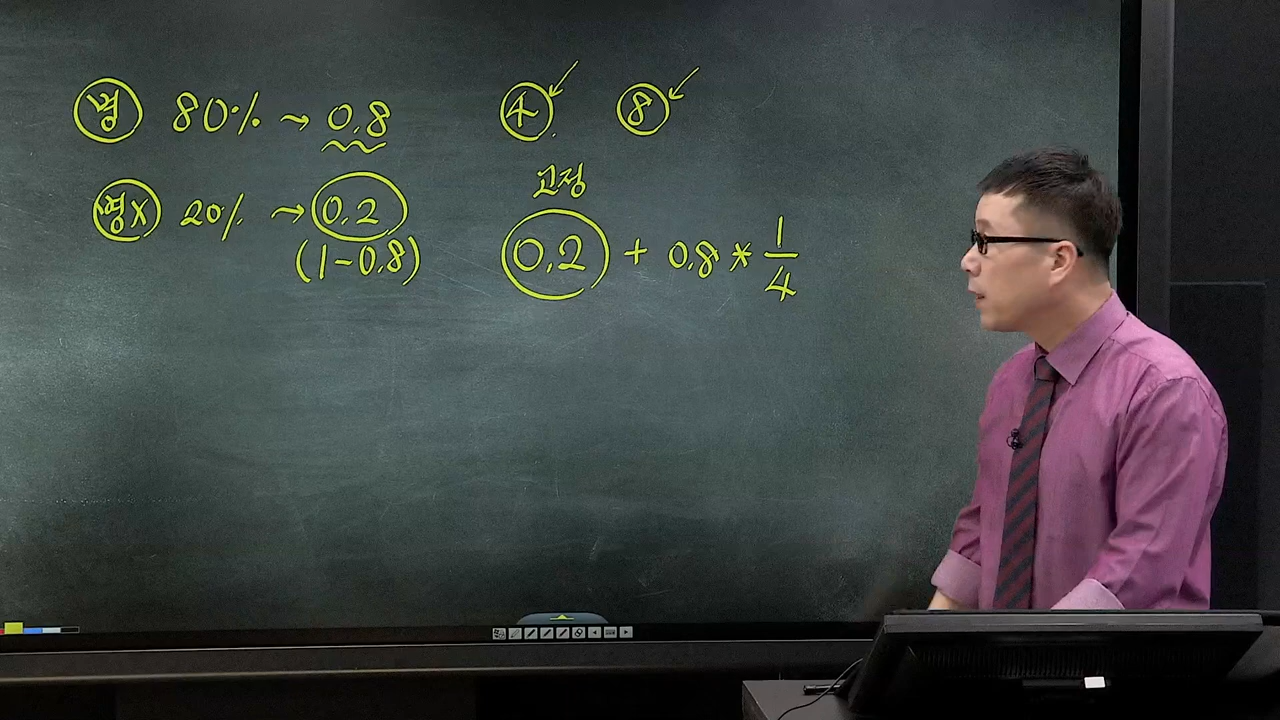 병 80% → 0.8
병X 20% → 0.2
(1-0.8)
4 8
고정
0.2 + 0.8 * 1/4